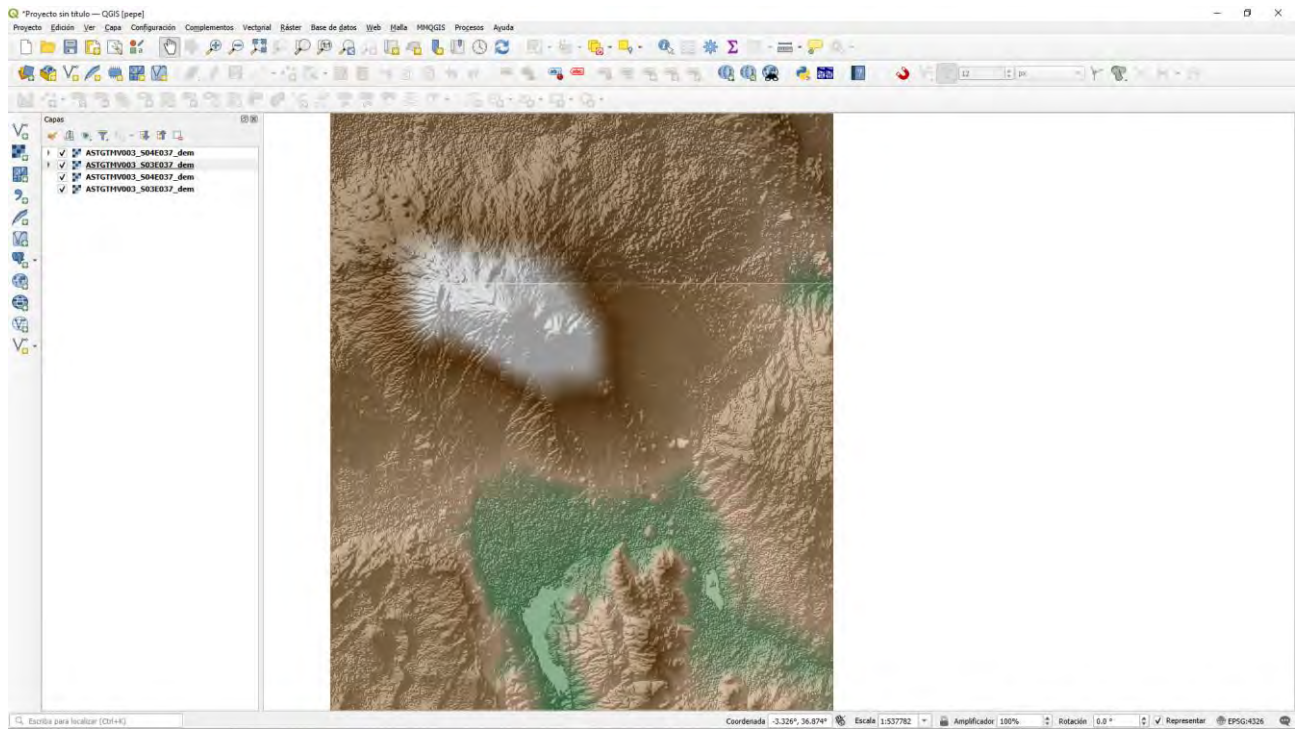 *Proyecto sin título — QGIS [pepe]
Proyecto Edición Ver Capa Configuración Complementos Vectorial Ráster Base de datos Web Malla MMQGIS Procesos Ayuda
12 px
Capas
ASTGTMV003_S04E037_dem
ASTGTMV003_S03E037_dem
ASTGTMV003_S04E037_dem
ASTGTMV003_S03E037_dem
Escriba para localizar (Ctrl+K) Coordenada -3.326°, 36.874° Escala 1:537782 Amplificador 100% Rotación 0.0 ° Representar EPSG:4326